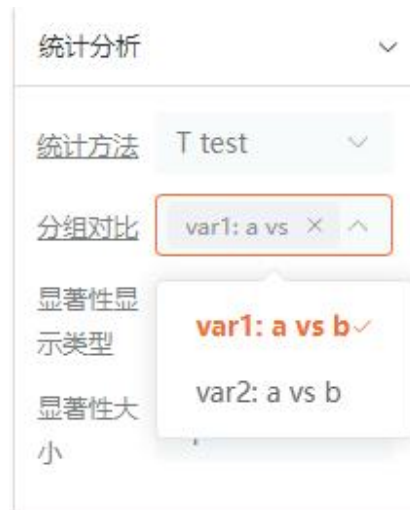 统计分析
统计方法 T test
分组对比 var1: a vs ×
显著性显
示类型
var1: a vs b✓
var2: a vs b
显著性大
小